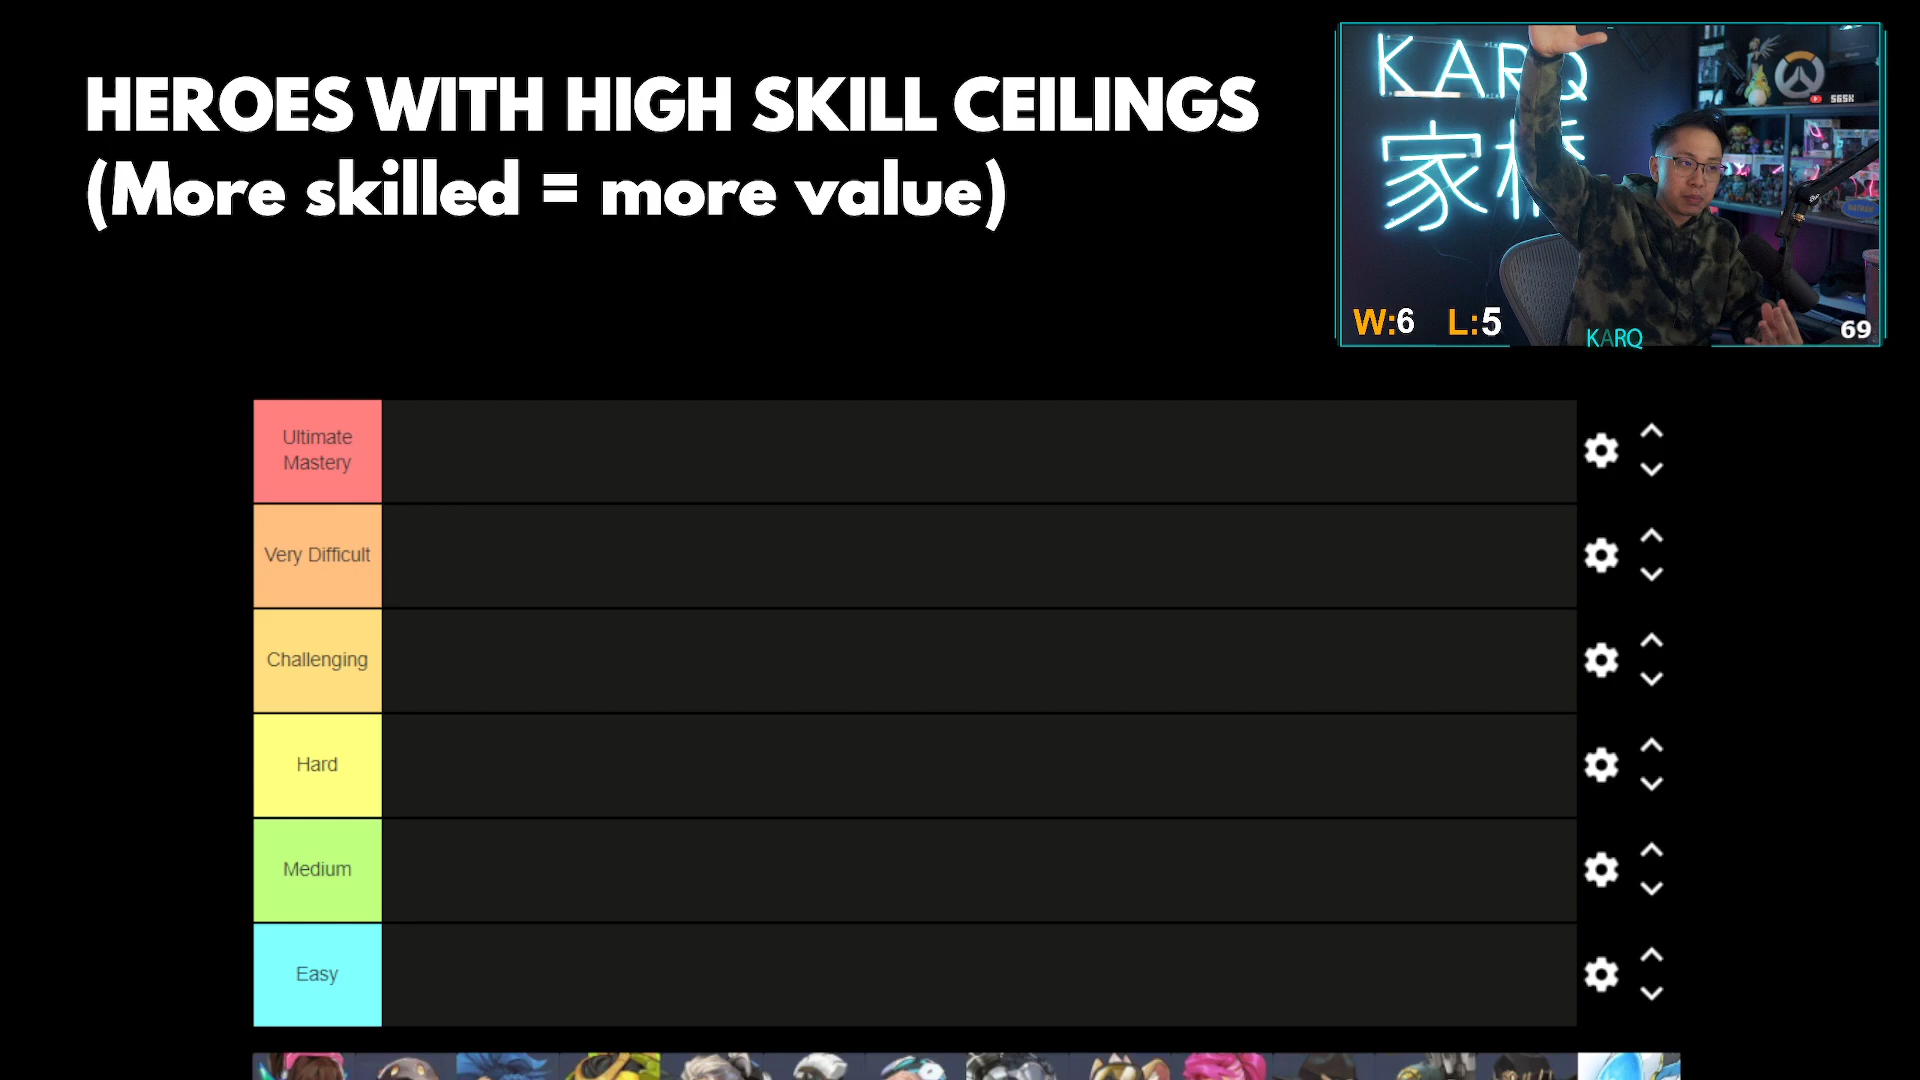 HEROES WITH HIGH SKILL CEILINGS
(More skilled = more value)
KARQ
家
565K
W:6 L:5
KARQ
69
Ultimate
Mastery
Very Difficult
Challenging
Hard
Medium
Easy